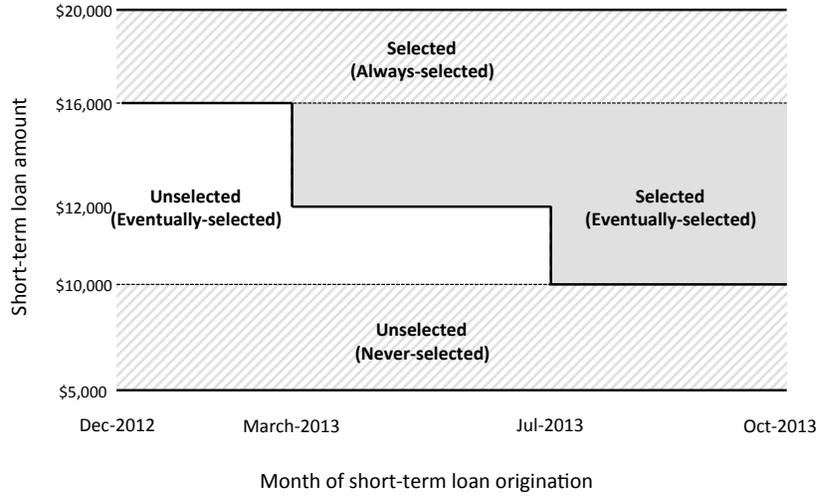 $20,000
Selected
(Always-selected)
$16,000
Unselected
(Eventually-selected)
Selected
(Eventually-selected)
$12,000
$10,000
Unselected
(Never-selected)
$5,000
Short-term loan amount
Dec-2012
March-2013
Jul-2013
Oct-2013
Month of short-term loan origination